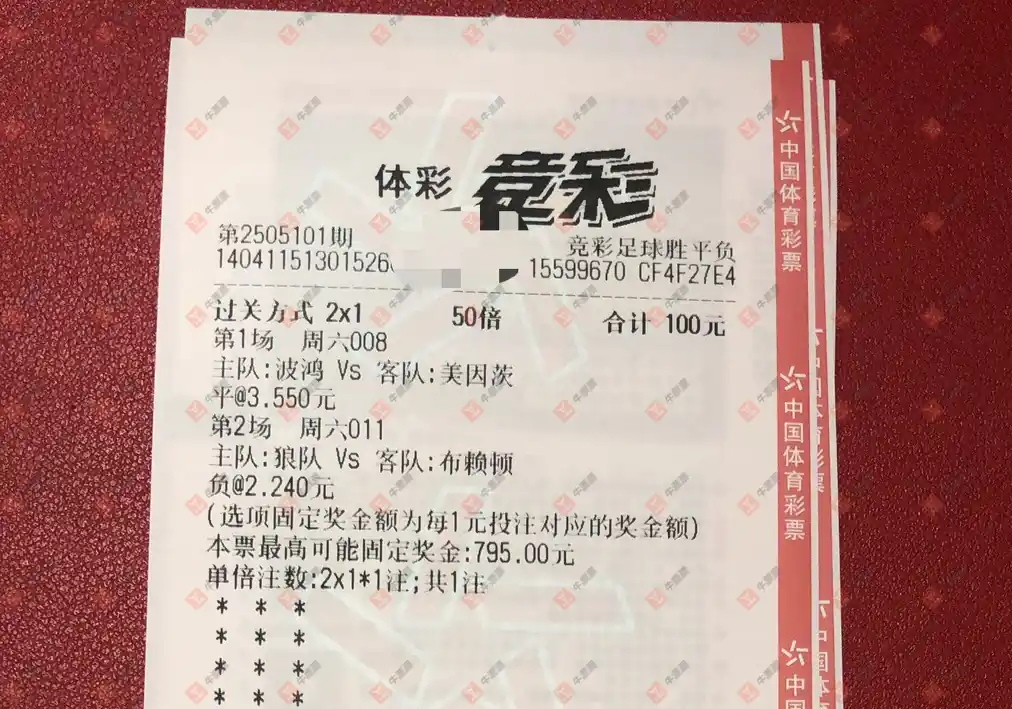 体彩 竞彩
第2505101期 竞彩足球胜平负
14041151301526 15599670 CF4F27E4
过关方式 2x1 50倍 合计 100元
第1场 周六008
主队:波鸿 Vs 客队:美因茨
平@3.550元
第2场 周六011
主队:狼队 Vs 客队:布赖顿
负@2.240元
(选项固定奖金额为每1元投注对应的奖金额)
本票最高可能固定奖金:795.00元
单倍注数:2x1*1注;共1注
* * *
* * *
* * *
* * *
中国体育彩票
中国体育彩票
中国